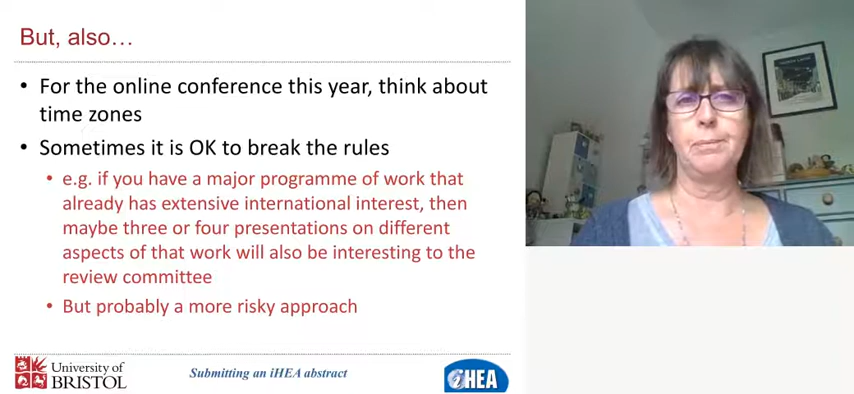 But, also…
• For the online conference this year, think about
time zones
• Sometimes it is OK to break the rules
• e.g. if you have a major programme of work that
already has extensive international interest, then
maybe three or four presentations on different
aspects of that work will also be interesting to the
review committee
• But probably a more risky approach
University of
BRISTOL
Submitting an iHEA abstract
iHEA